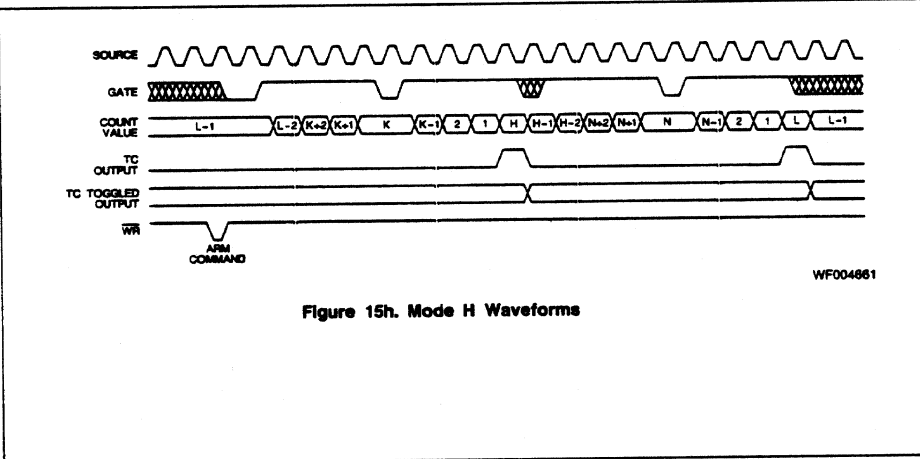 SOURCE
GATE
COUNT
VALUE
L-1 L-2 K+2 K+1 K K-1 2 1 H H-1 H-2 N+2 N+1 N N-1 2 1 L L-1
TC
OUTPUT
TC TOGGLED
OUTPUT
WR
ARM
COMMAND
WF004661
Figure 15h. Mode H Waveforms